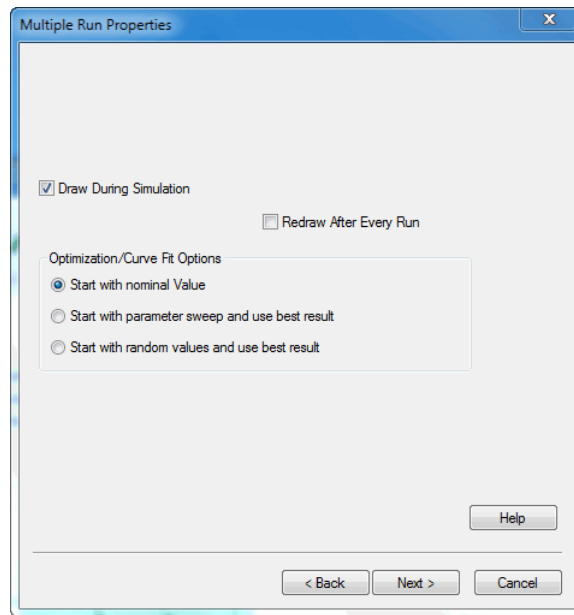 Multiple Run Properties
X
Draw During Simulation
Redraw After Every Run
Optimization/Curve Fit Options
Start with nominal Value
Start with parameter sweep and use best result
Start with random values and use best result
Help
< Back
Next >
Cancel